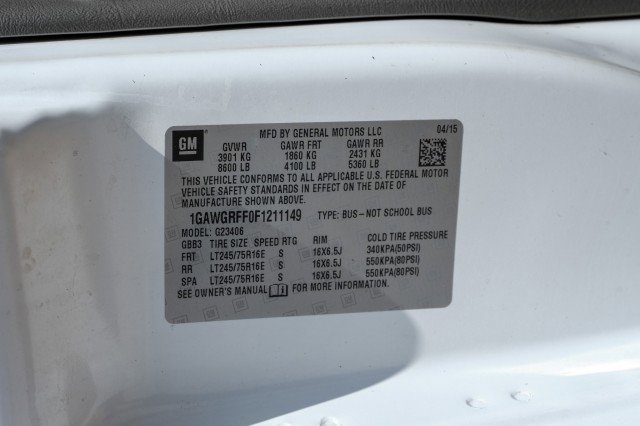 GM
MFD BY GENERAL MOTORS LLC 04/15
GVWR GAWR FRT GAWR RR
3901 KG 1860 KG 2431 KG
8600 LB 4100 LB 5360 LB
THIS VEHICLE CONFORMS TO ALL APPLICABLE U.S. FEDERAL MOTOR
VEHICLE SAFETY STANDARDS IN EFFECT ON THE DATE OF
MANUFACTURE SHOWN ABOVE.
1GAWGRFF0F1211149 TYPE: BUS-NOT SCHOOL BUS
MODEL: G23406
GBB3 TIRE SIZE SPEED RTG RIM COLD TIRE PRESSURE
FRT LT245/75R16E S 16X6.5J 340KPA(50PSI)
RR LT245/75R16E S 16X6.5J 550KPA(80PSI)
SPA LT245/75R16E S 16X6.5J 550KPA(80PSI)
SEE OWNER'S MANUAL FOR MORE INFORMATION.